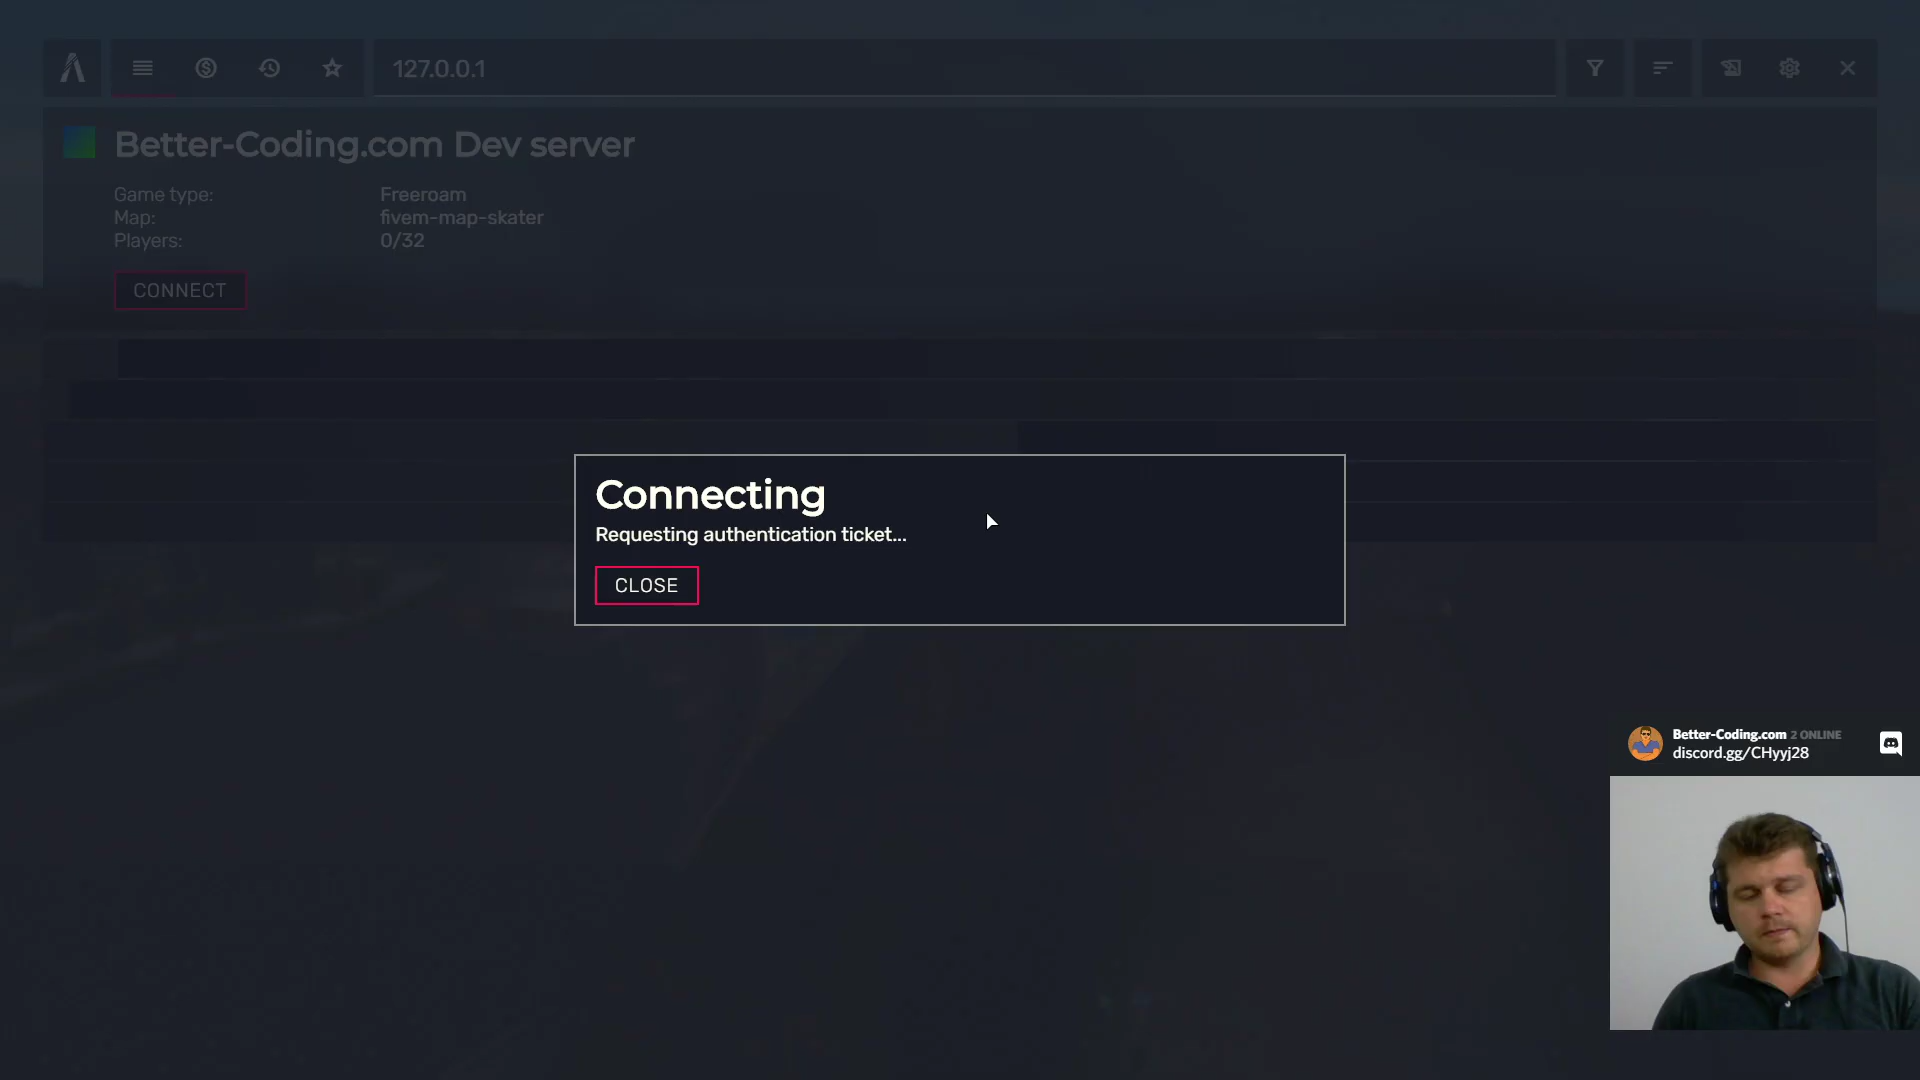 127.0.0.1
Better-Coding.com Dev server
Game type: Freeroam
Map: fivem-map-skater
Players: 0/32
CONNECT
Connecting
Requesting authentication ticket...
CLOSE
Better-Coding.com 2 ONLINE
discord.gg/CHyyj28